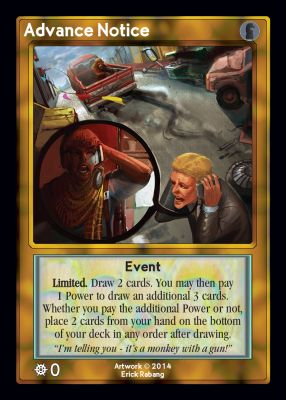 Advance Notice
Event
Limited. Draw 2 cards. You may then pay
1 Power to draw an additional 3 cards.
Whether you pay the additional Power or not,
place 2 cards from your hand on the bottom
of your deck in any order after drawing.
"I'm telling you - it's a monkey with a gun!"
0
Artwork © 2014
Erick Rabang